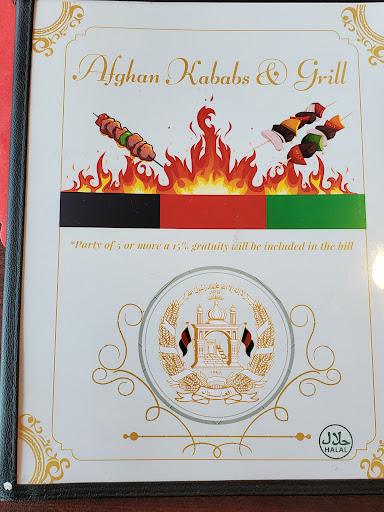 Afghan Kababs & Grill
*Party of 5 or more a 15% gratuity will be included in the bill
حلال
HALAL